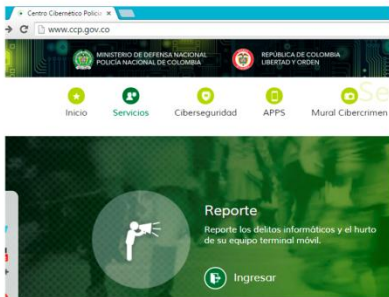 Centro Cibernético Policia
www.ccp.gov.co
MINISTERIO DE DEFENSA NACIONAL
POLICÍA NACIONAL DE COLOMBIA
REPÚBLICA DE COLOMBIA
LIBERTAD Y ORDEN
Se
Inicio
Servicios
Ciberseguridad
APPS
Mural Cibercrimen
Reporte
Reporte los delitos informáticos y el hurto
de su equipo terminal móvil.
Ingresar